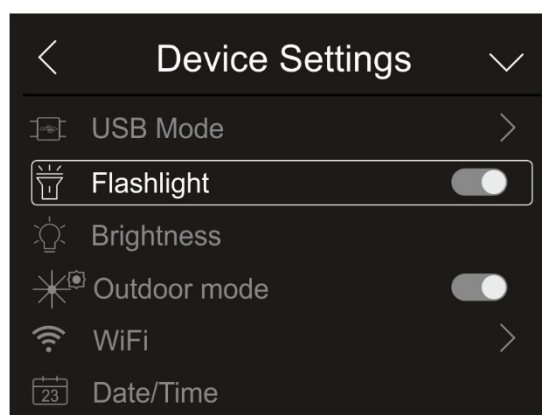 Device Settings
USB Mode
Flashlight
Brightness
Outdoor mode
WiFi
23 Date/Time